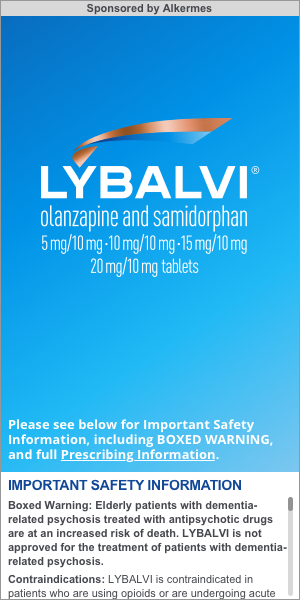 Sponsored by Alkermes
LYBALVI®
olanzapine and samidorphan
5 mg/10 mg·10 mg/10 mg·15 mg/10 mg
20 mg/10 mg tablets
Please see below for Important Safety
Information, including BOXED WARNING,
and full Prescribing Information.
IMPORTANT SAFETY INFORMATION
Boxed Warning: Elderly patients with dementia-
related psychosis treated with antipsychotic drugs
are at an increased risk of death. LYBALVI is not
approved for the treatment of patients with dementia-
related psychosis.
Contraindications: LYBALVI is contraindicated in
patients who are using opioids or are undergoing acute